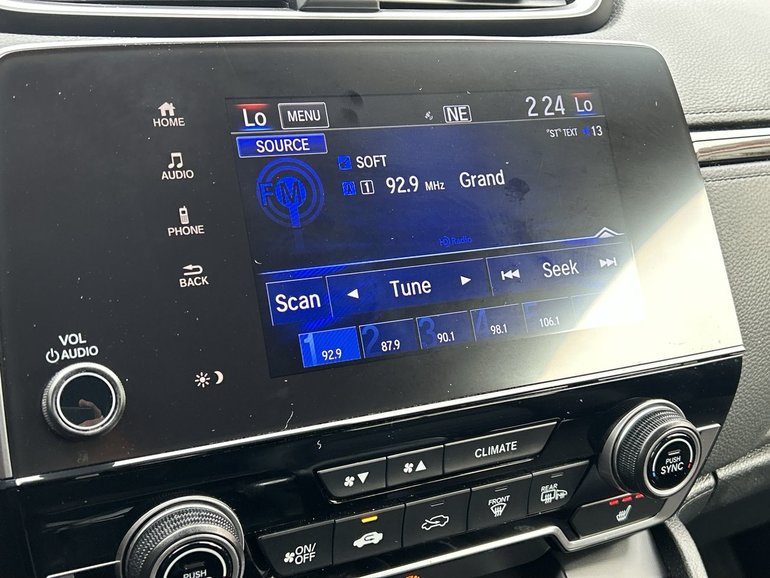 HOME
AUDIO
PHONE
BACK
VOL
AUDIO
Lo MENU NE 2 24 Lo
SOURCE
"ST" TEXT 13
FM
SOFT
1 92.9 MHz Grand
HD Radio
Scan Tune Seek
1 92.9 2 87.9 3 90.1 4 98.1 5 106.1
CLIMATE
ON/OFF
FRONT
REAR
PUSH SYNC
PUSH